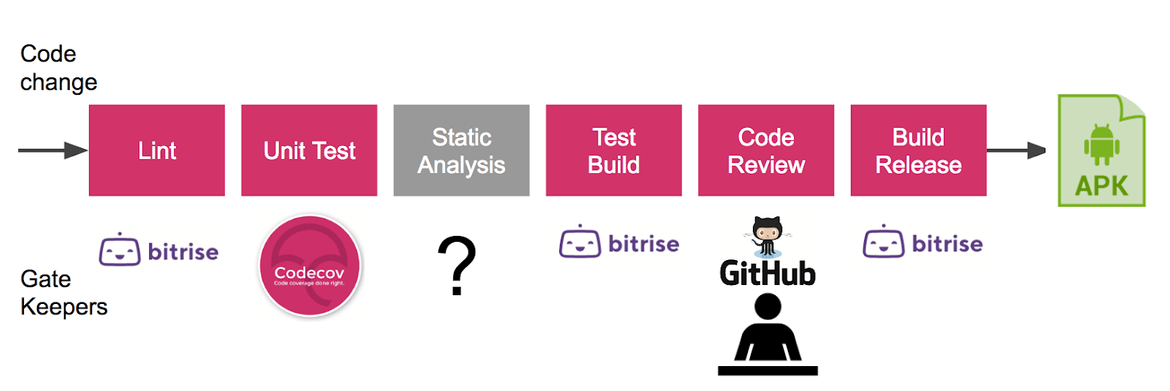 Code
change
Lint
Unit Test
Static
Analysis
Test
Build
Code
Review
Build
Release
APK
Gate
Keepers
bitrise
Codecov
Code coverage done right.
?
bitrise
GitHub
bitrise